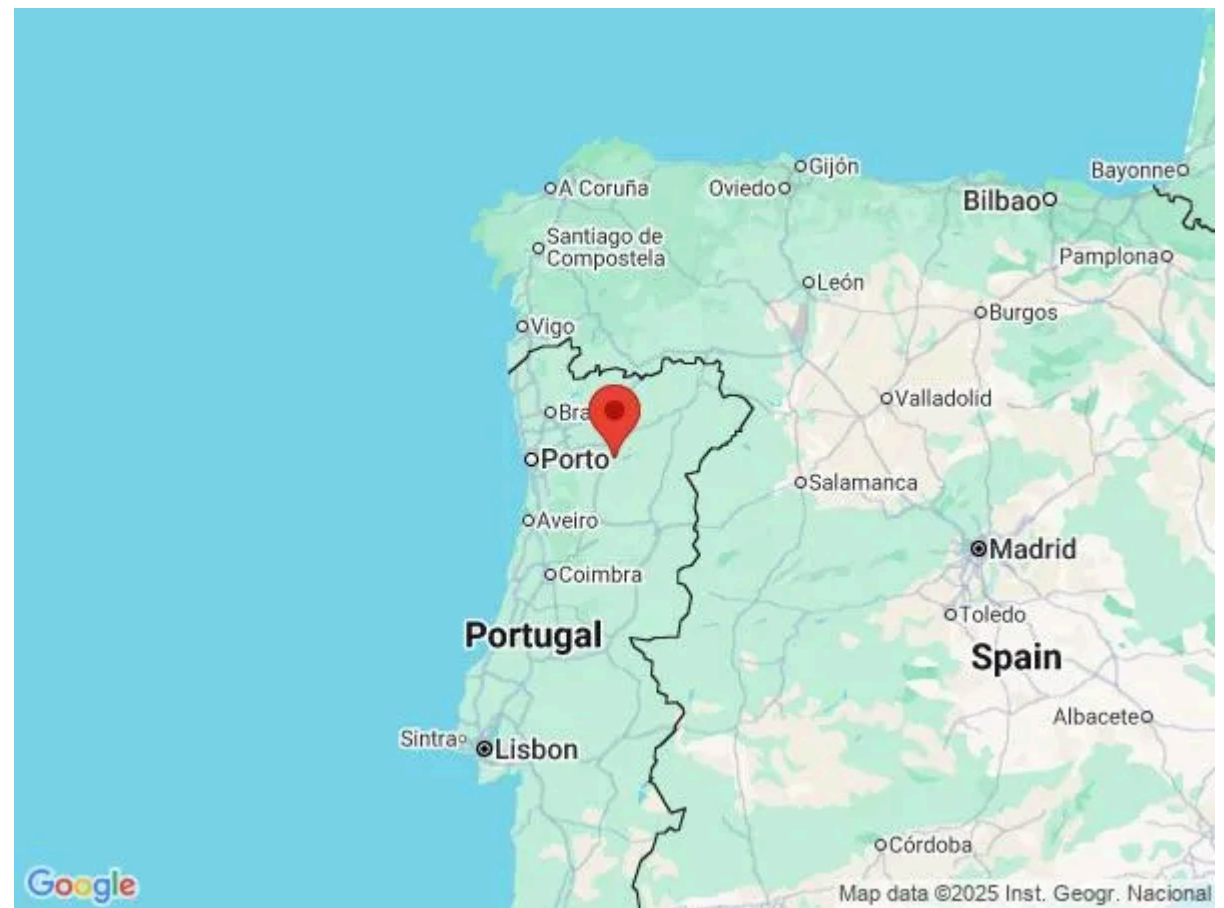 Gijón
A Coruña
Oviedo
Bayonne
Bilbao
Santiago de
Compostela
Pamplona
León
Burgos
Vigo
Valladolid
Bra
Porto
Salamanca
Aveiro
Madrid
Coimbra
Toledo
Portugal
Spain
Albacete
Sintra
Lisbon
Córdoba
Google
Map data ©2025 Inst. Geogr. Nacional